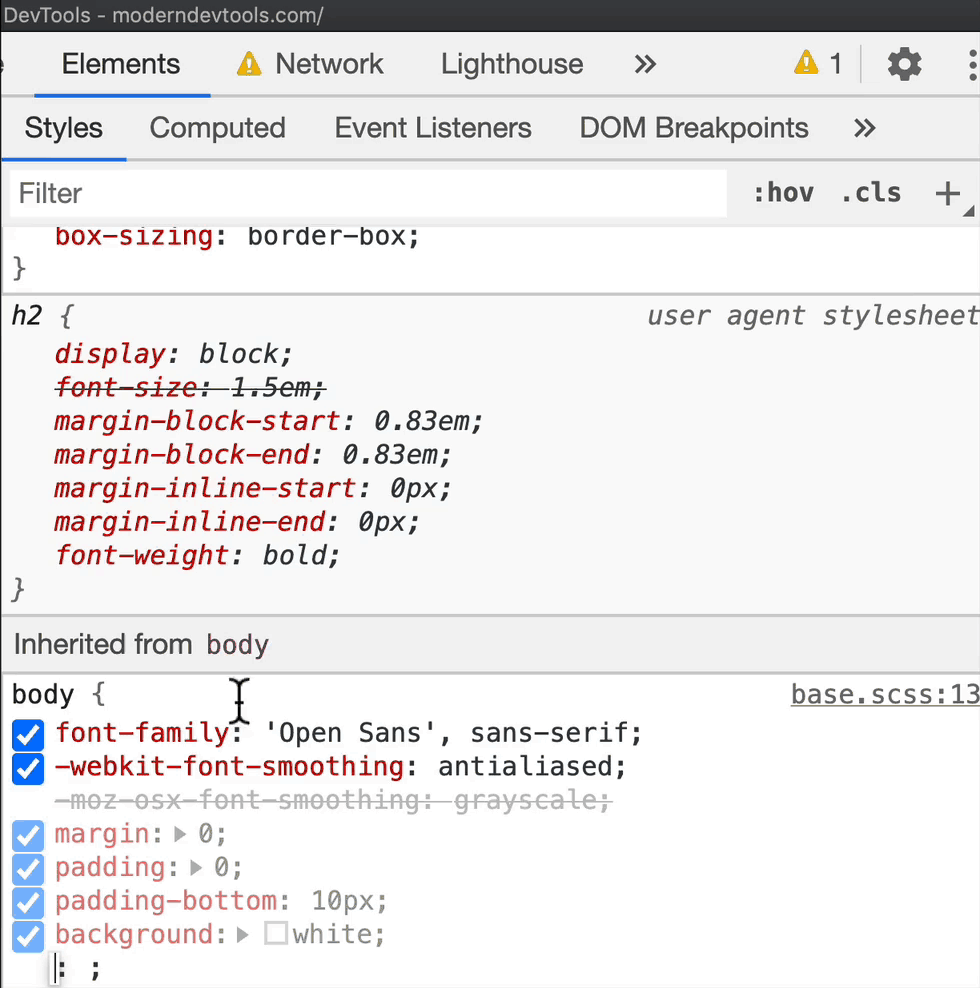 DevTools - moderndevtools.com/
Elements Network Lighthouse » 1
Styles Computed Event Listeners DOM Breakpoints »
Filter :hov .cls +
box-sizing: border-box;
}
h2 { user agent stylesheet
display: block;
font-size: 1.5em;
margin-block-start: 0.83em;
margin-block-end: 0.83em;
margin-inline-start: 0px;
margin-inline-end: 0px;
font-weight: bold;
}
Inherited from body
body { base.scss:13
font-family: 'Open Sans', sans-serif;
-webkit-font-smoothing: antialiased;
-moz-osx-font-smoothing: grayscale;
margin: 0;
padding: 0;
padding-bottom: 10px;
background: white;
: ;